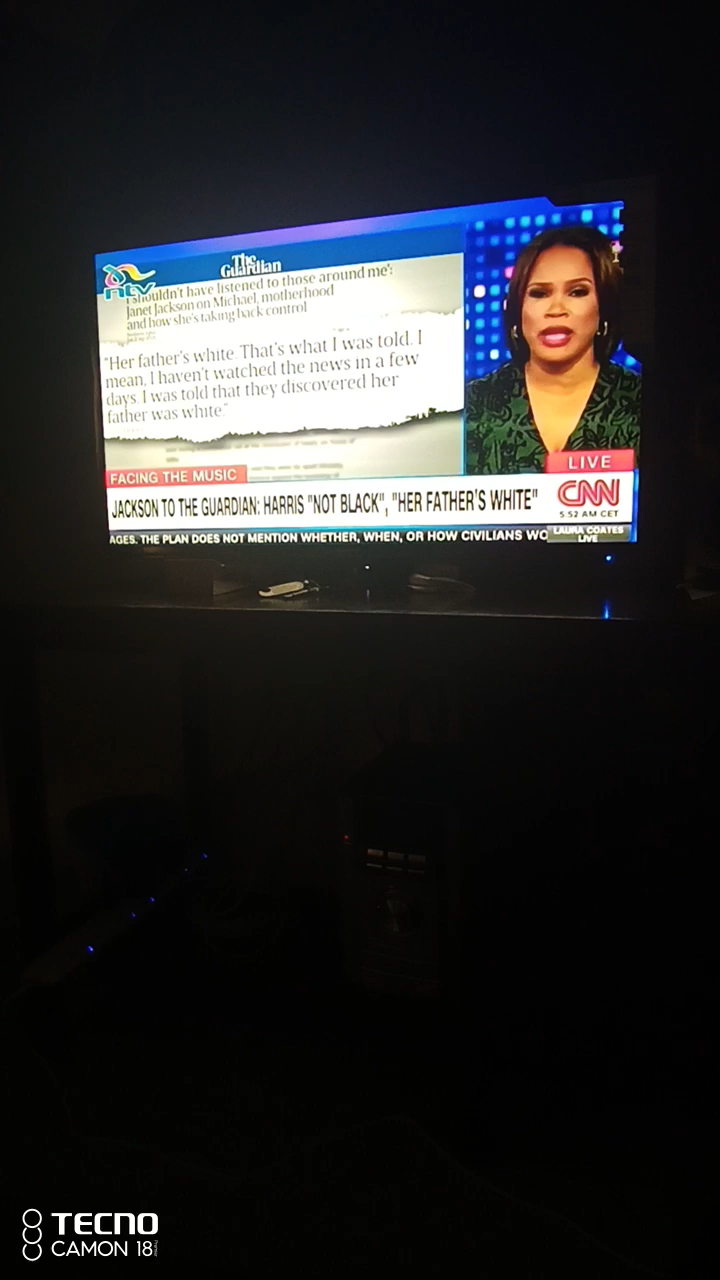 The
Guardian
ntv
I shouldn't have listened to those around me':
Janet Jackson on Michael, motherhood
and how she's taking back control
"Her father's white. That's what I was told. I
mean, I haven't watched the news in a few
days. I was told that they discovered her
father was white."
FACING THE MUSIC
LIVE
JACKSON TO THE GUARDIAN: HARRIS "NOT BLACK", "HER FATHER'S WHITE"
CNN
5:52 AM CET
AGES. THE PLAN DOES NOT MENTION WHETHER, WHEN, OR HOW CIVILIANS WO
LAURA COATES
LIVE
TECNO
CAMON 18